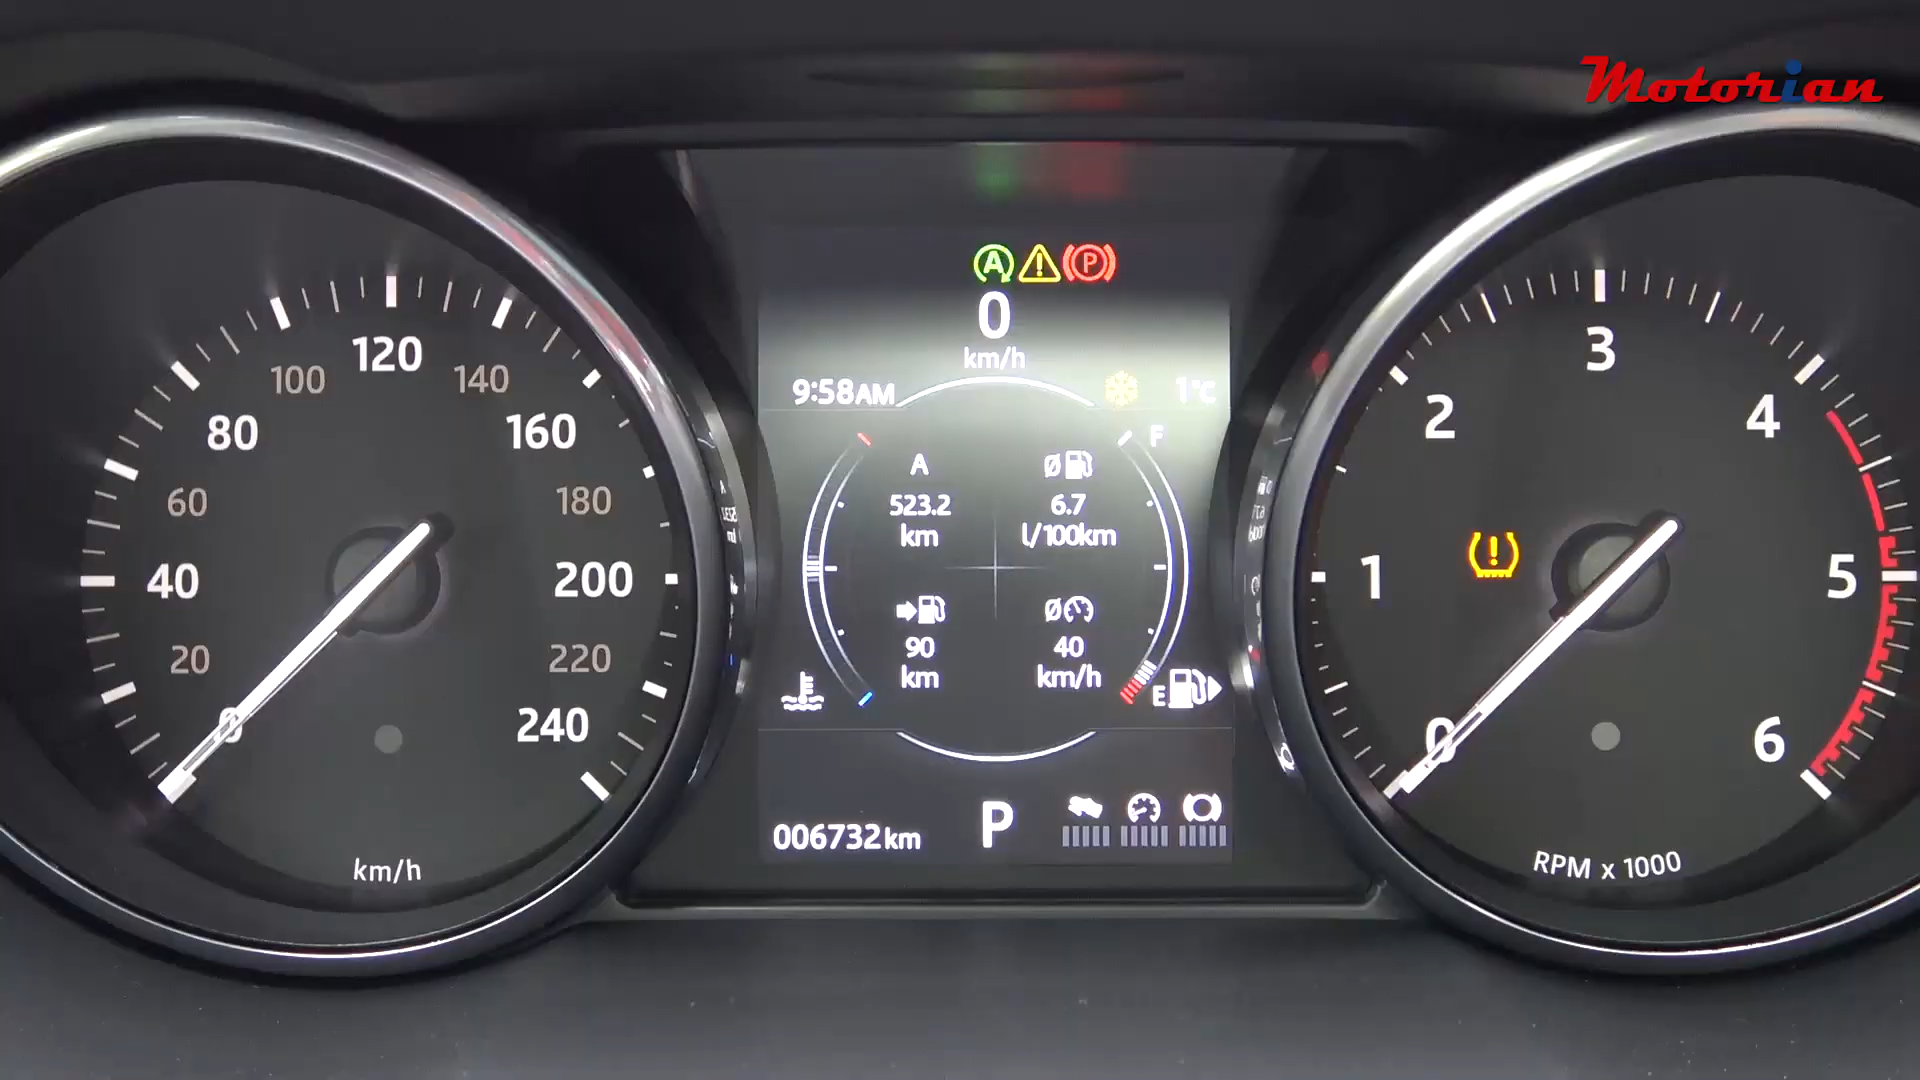 Motorian
0
20
40
60
80
100
120
140
160
180
200
220
240
km/h
A P
0
km/h
9:58AM
1°C
F
A
523.2
km
Ø
6.7
l/100km
90
km
Ø
40
km/h
E
006732km
P
0
1
2
3
4
5
6
RPM x 1000